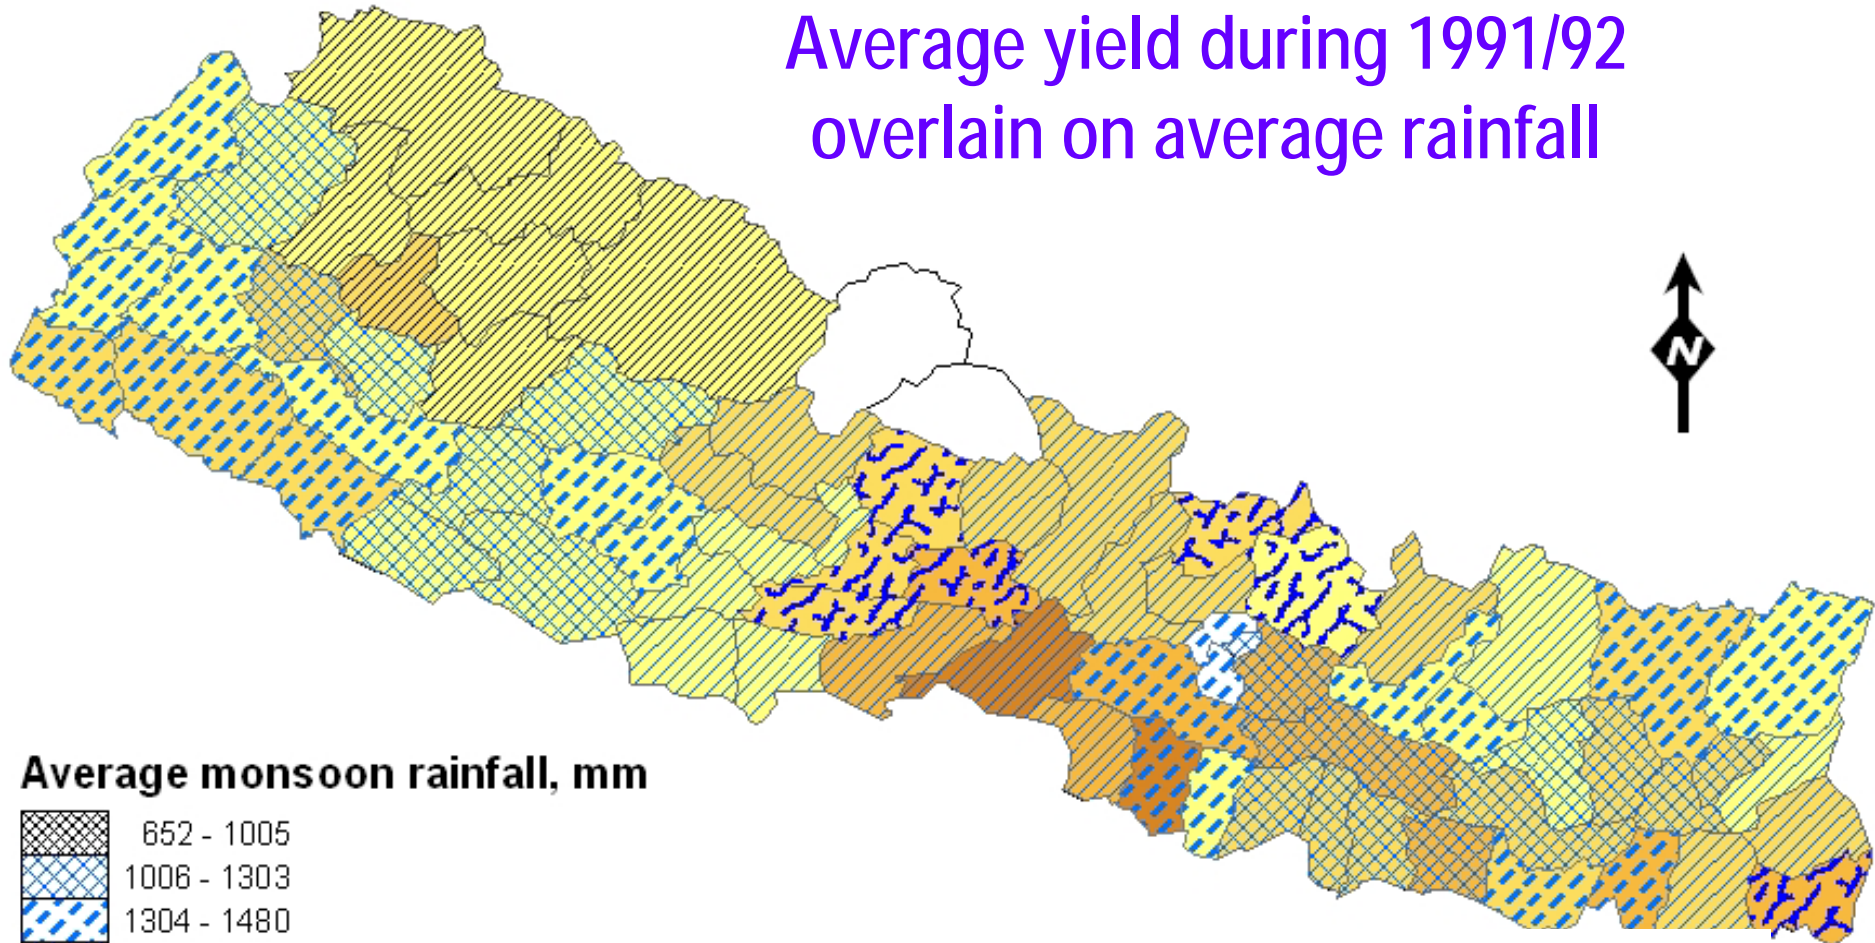 Average yield during 1991/92
overlain on average rainfall
N
Average monsoon rainfall, mm
652 - 1005
1006 - 1303
1304 - 1480